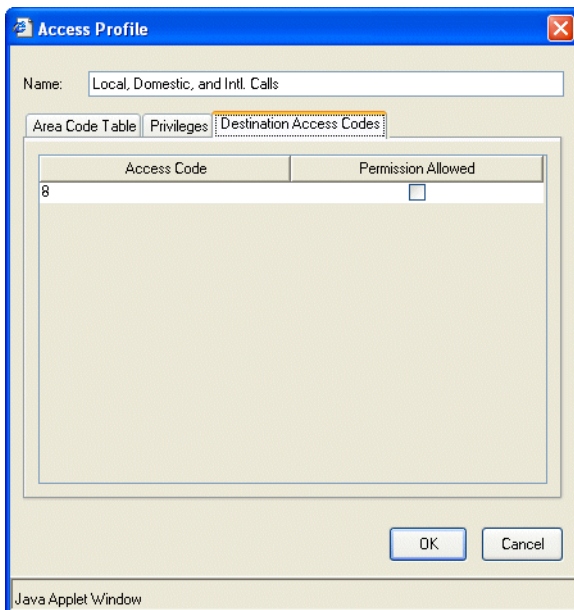 Access Profile
Name: Local, Domestic, and Intl. Calls
Area Code Table Privileges Destination Access Codes
Access Code Permission Allowed
8
OK Cancel
Java Applet Window